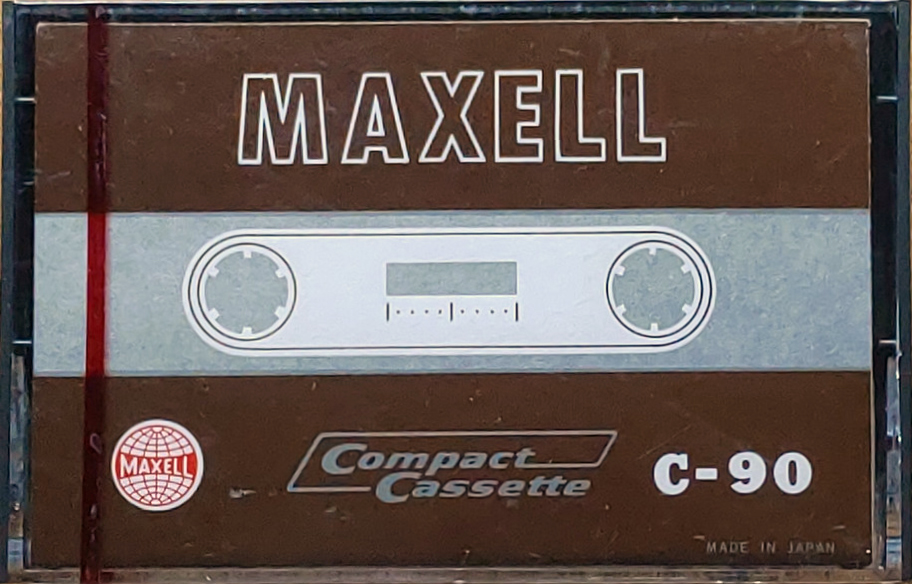 MAXELL
MAXELL
Compact
Cassette
C-90
MADE IN JAPAN